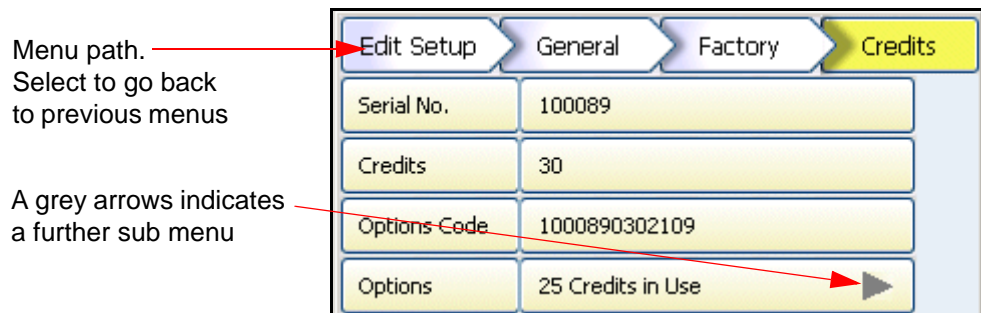 Menu path.
Select to go back
to previous menus
A grey arrows indicates
a further sub menu
Edit Setup General Factory Credits
Serial No. 100089
Credits 30
Options Code 1000890302109
Options 25 Credits in Use